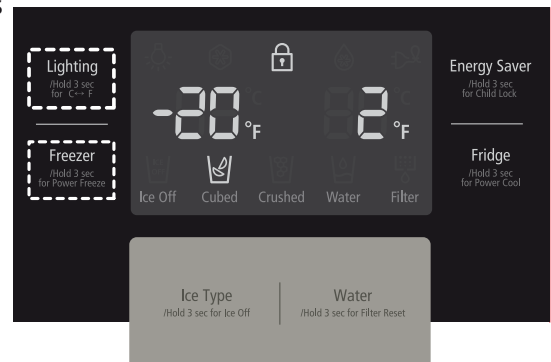 Lighting
/Hold 3 sec
for C↔ F
Freezer
/Hold 3 sec
for Power Freeze
-20 °F
2 °F
Ice Off Cubed Crushed Water Filter
Energy Saver
/Hold 3 sec
for Child Lock
Fridge
/Hold 3 sec
for Power Cool
Ice Type
/Hold 3 sec for Ice Off
Water
/Hold 3 sec for Filter Reset